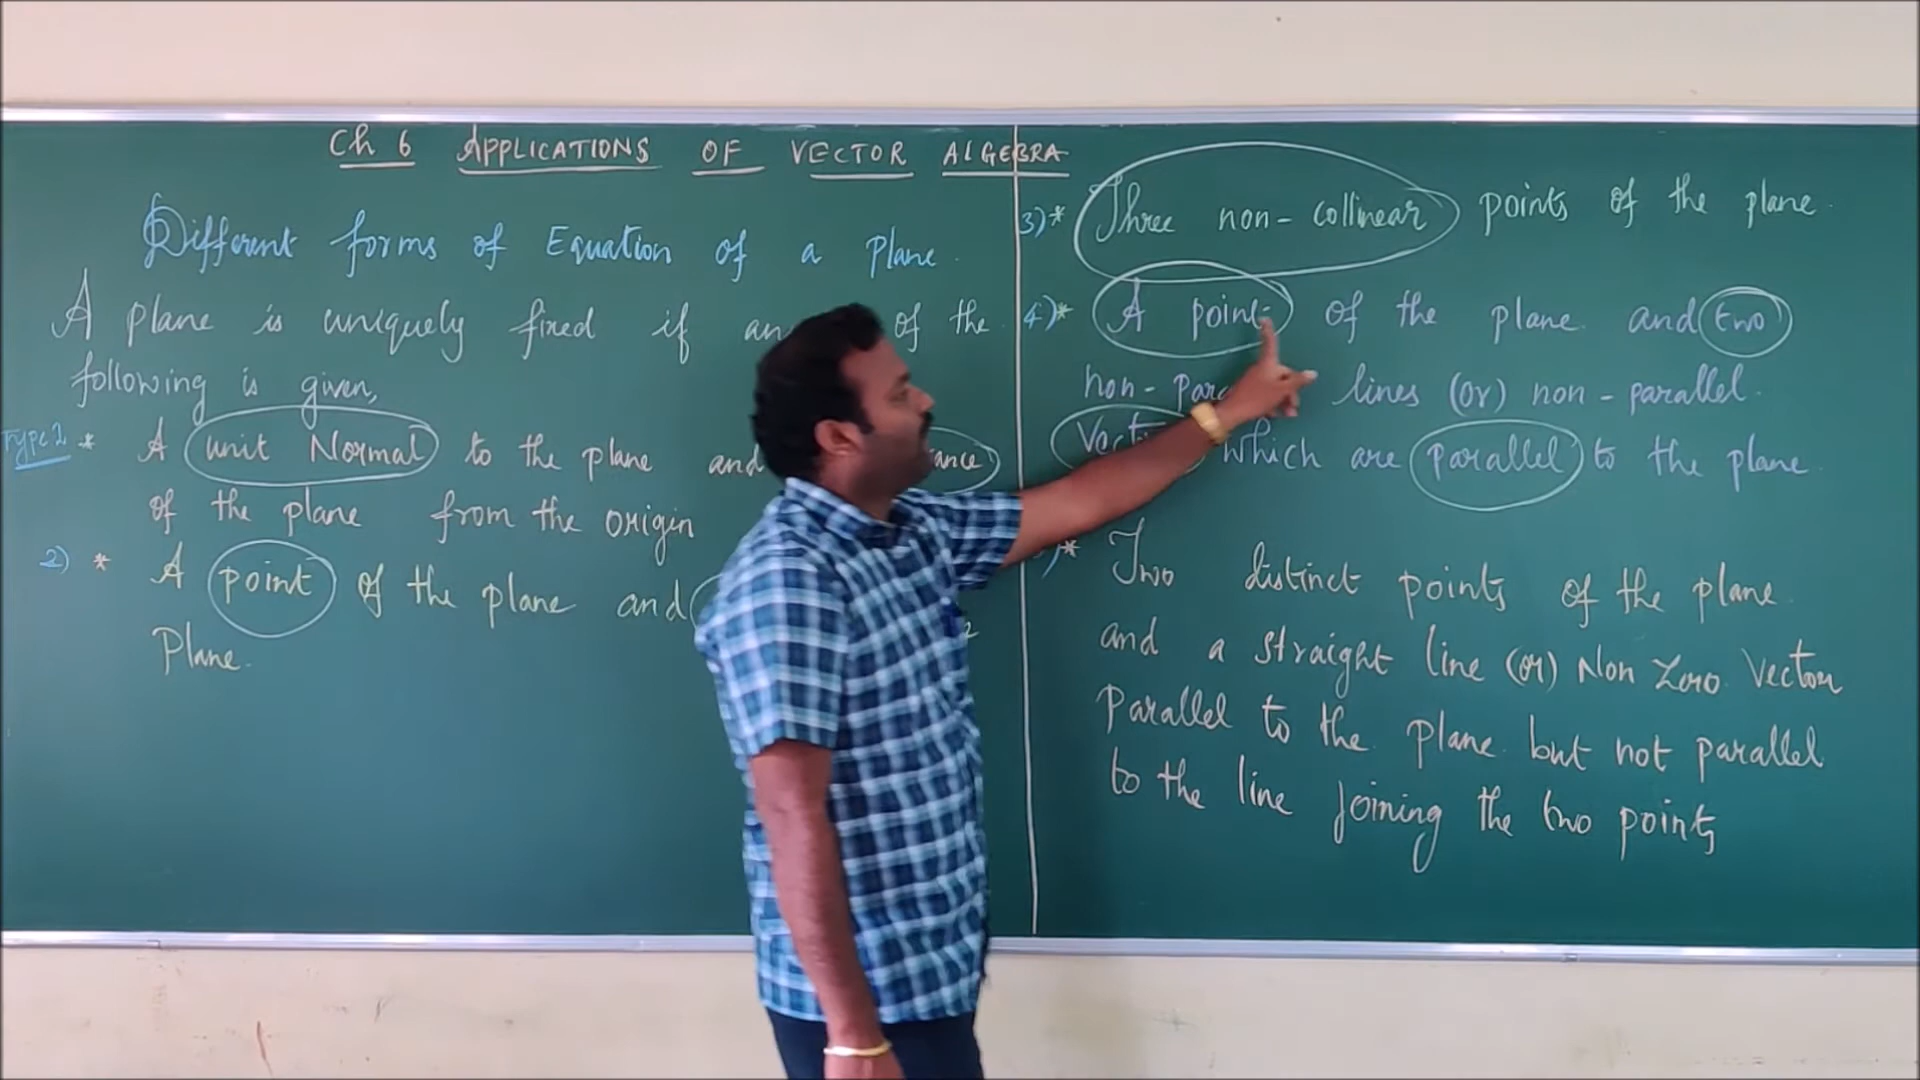 Ch 6 APPLICATIONS OF VECTOR ALGEBRA
Different forms of Equation of a plane.
A plane is uniquely fixed if of the
following is given,
Type 1 * A unit Normal to the plane and
of the plane from the origin
2) * A point of the plane and
Plane.
3)* Three non-collinear points of the plane.
4)* A point of the plane and two
non- lines (or) non-parallel
which are parallel to the plane.
* Two distinct points of the plane
and a straight line (or) Non Zero Vector
Parallel to the plane but not parallel
to the line joining the two points